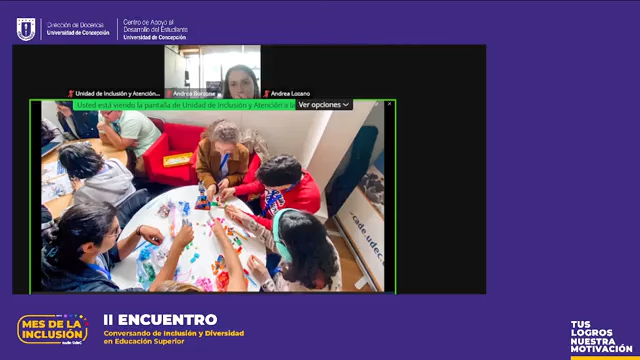 Dirección de Docencia
Universidad de Concepción
Centro de Apoyo al
Desarrollo del Estudiante
Universidad de Concepción
Unidad de Inclusión y Atención...
Andrea Lozano
Usted está viendo la pantalla de Unidad de Inclusión y Atención a la
Ver opciones
cade.udec
MES DE LA
INCLUSIÓN
II ENCUENTRO
Conversando de Inclusión y Diversidad
en Educación Superior
TUS
LOGROS
NUESTRA
MOTIVACIÓN